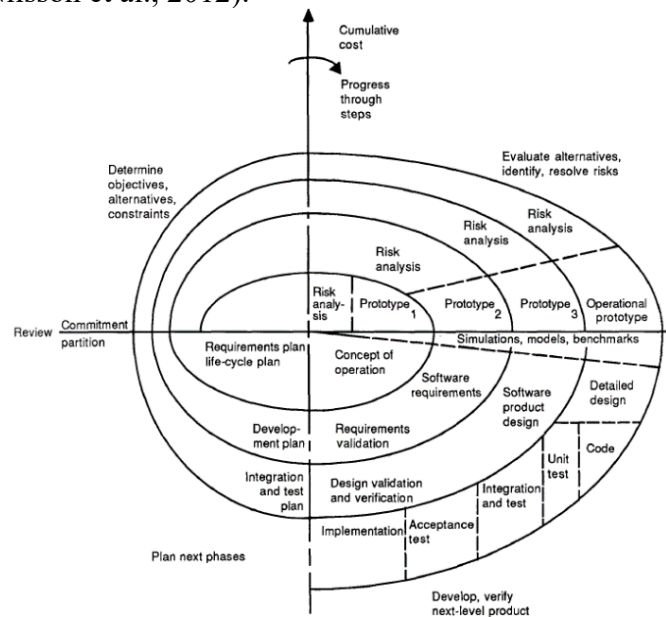 et al., 2012).
Cumulative
cost
Progress
through
steps
Determine
objectives,
alternatives,
constraints
Evaluate alternatives,
identify, resolve risks
Risk
analysis
Risk
analysis
Risk
analysis
Risk
analy-
sis
Prototype
1
Prototype
2
Prototype
3
Operational
prototype
Review
Commitment
partition
Simulations, models, benchmarks
Requirements plan
life-cycle plan
Concept of
operation
Software
requirements
Software
product
design
Detailed
design
Develop-
ment plan
Requirements
validation
Integration
and test
plan
Design validation
and verification
Unit
test
Code
Integration
and test
Acceptance
test
Implementation
Plan next phases
Develop, verify
next-level product